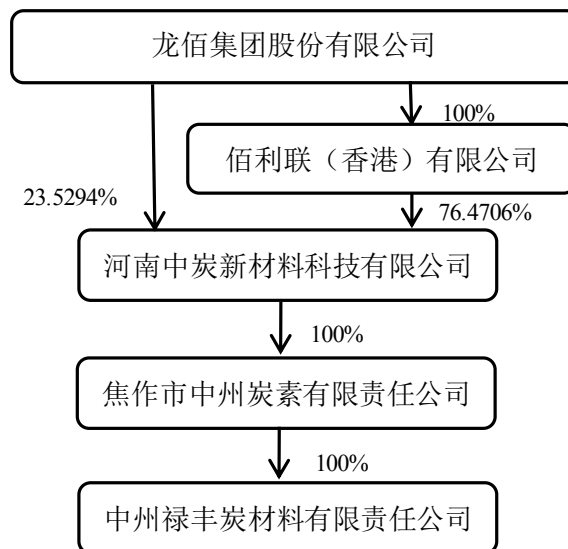 龙佰集团股份有限公司
100%
佰利联（香港）有限公司
23.5294%
76.4706%
河南中炭新材料科技有限公司
100%
焦作市中州炭素有限责任公司
100%
中州禄丰炭材料有限责任公司